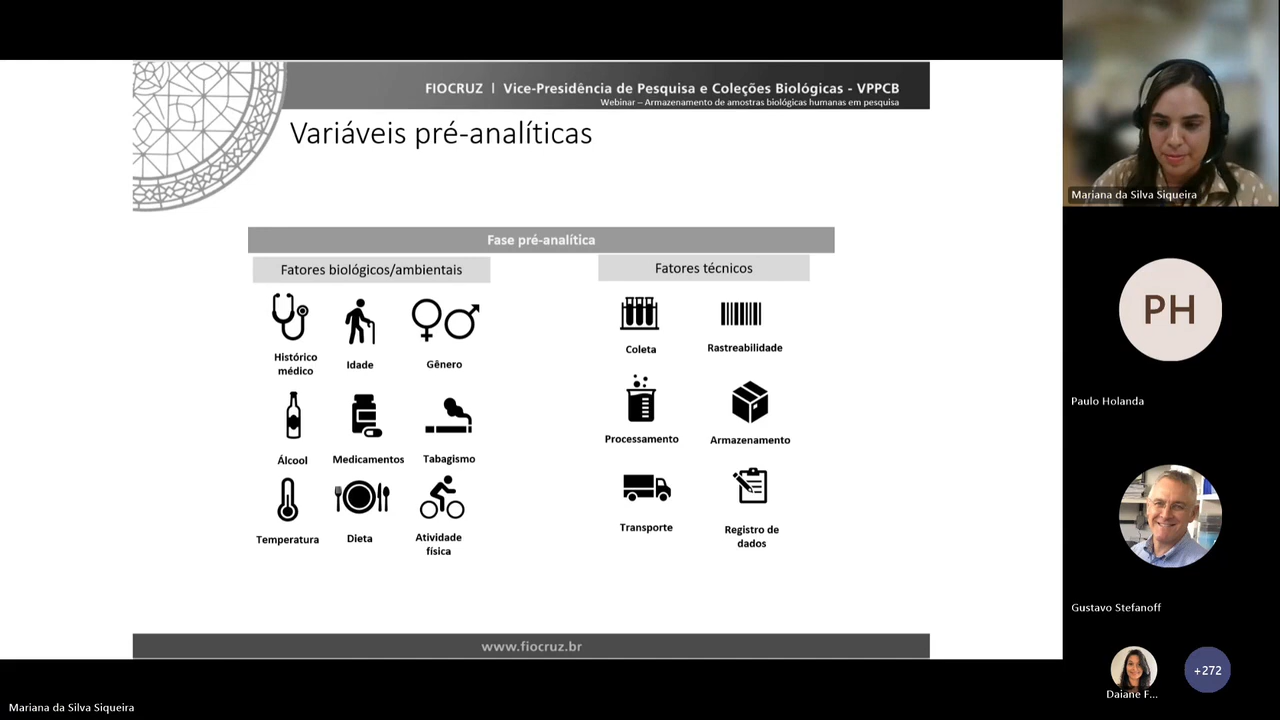 FIOCRUZ | Vice-Presidência de Pesquisa e Coleções Biológicas - VPPCB
Webinar – Armazenamento de amostras biológicas humanas em pesquisa
Variáveis pré-analíticas
Fase pré-analítica
Fatores biológicos/ambientais
Histórico
médico
Idade
Gênero
Álcool
Medicamentos
Tabagismo
Temperatura
Dieta
Atividade
física
Fatores técnicos
Coleta
Rastreabilidade
Processamento
Armazenamento
Transporte
Registro de
dados
www.fiocruz.br
Mariana da Silva Siqueira
PH
Paulo Holanda
Gustavo Stefanoff
Daiane F...
+272
Mariana da Silva Siqueira